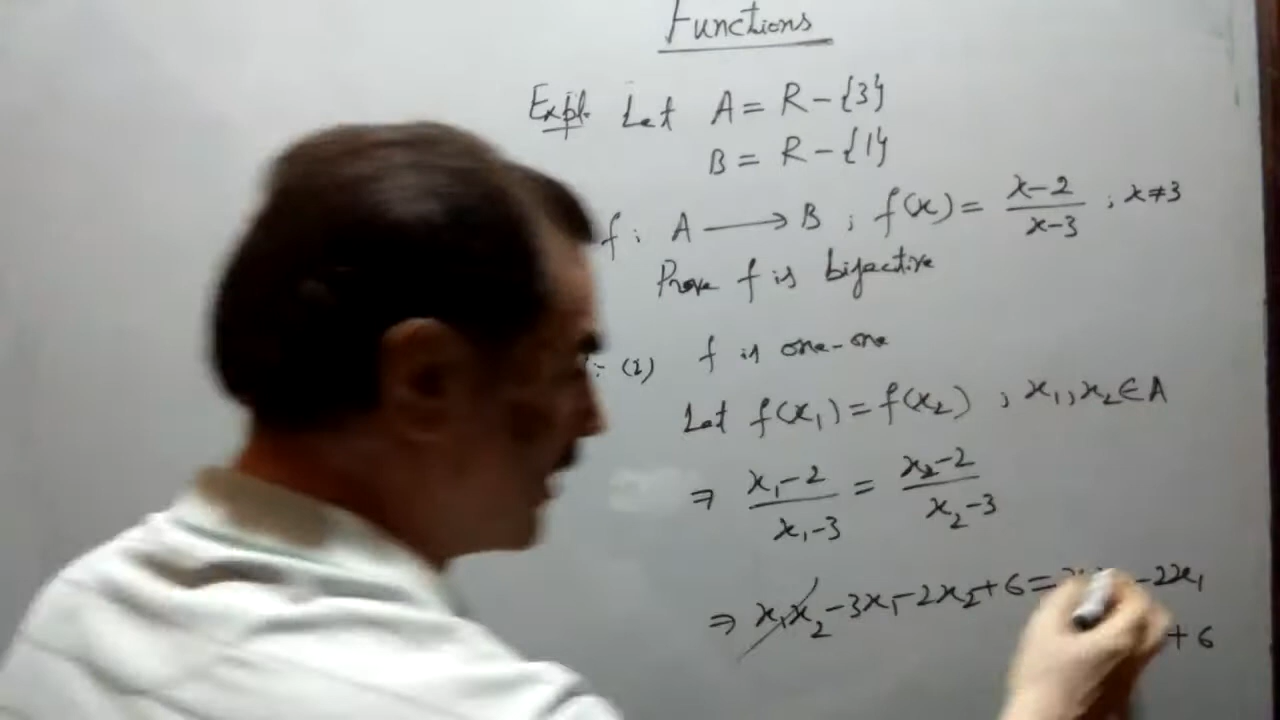 Functions
Expl. Let A = R - {3}
B = R - {1}
f : A ⟶ B ; f(x) = (x-2)/(x-3) ; x ≠ 3
Prove f is bijective
:- (1) f is one-one
Let f(x₁) = f(x₂) , x₁, x₂ ∈ A
⇒ (x₁-2)/(x₁-3) = (x₂-2)/(x₂-3)
⇒ x₁x₂ - 3x₁ - 2x₂ + 6 = - 2x₁
+ 6